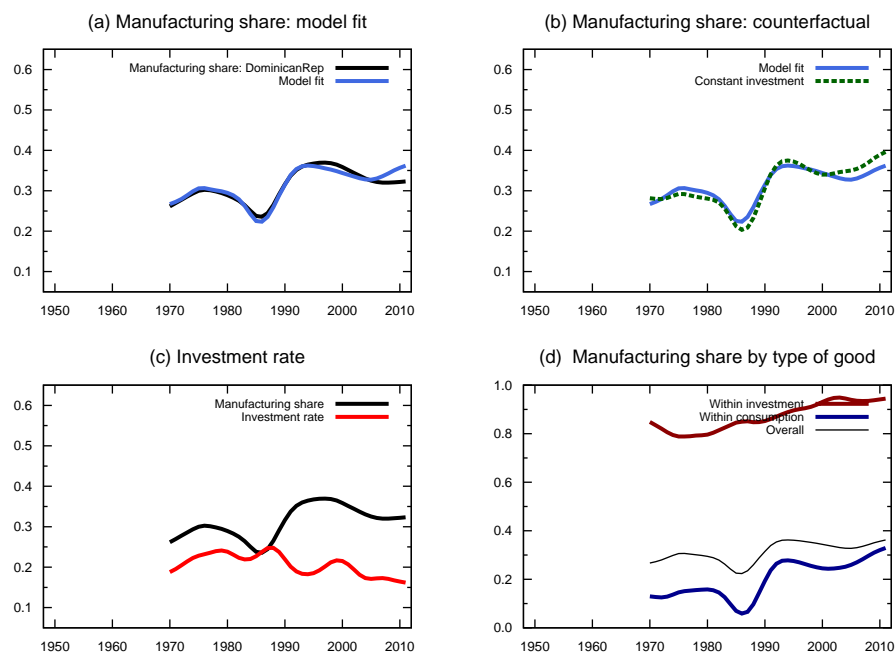 (a) Manufacturing share: model fit
0.6
0.5
0.4
0.3
0.2
0.1
1950 1960 1970 1980 1990 2000 2010
Manufacturing share: DominicanRep
Model fit
(b) Manufacturing share: counterfactual
0.6
0.5
0.4
0.3
0.2
0.1
1950 1960 1970 1980 1990 2000 2010
Model fit
Constant investment
(c) Investment rate
0.6
0.5
0.4
0.3
0.2
0.1
1950 1960 1970 1980 1990 2000 2010
Manufacturing share
Investment rate
(d) Manufacturing share by type of good
1.0
0.8
0.6
0.4
0.2
0.0
1950 1960 1970 1980 1990 2000 2010
Within investment
Within consumption
Overall